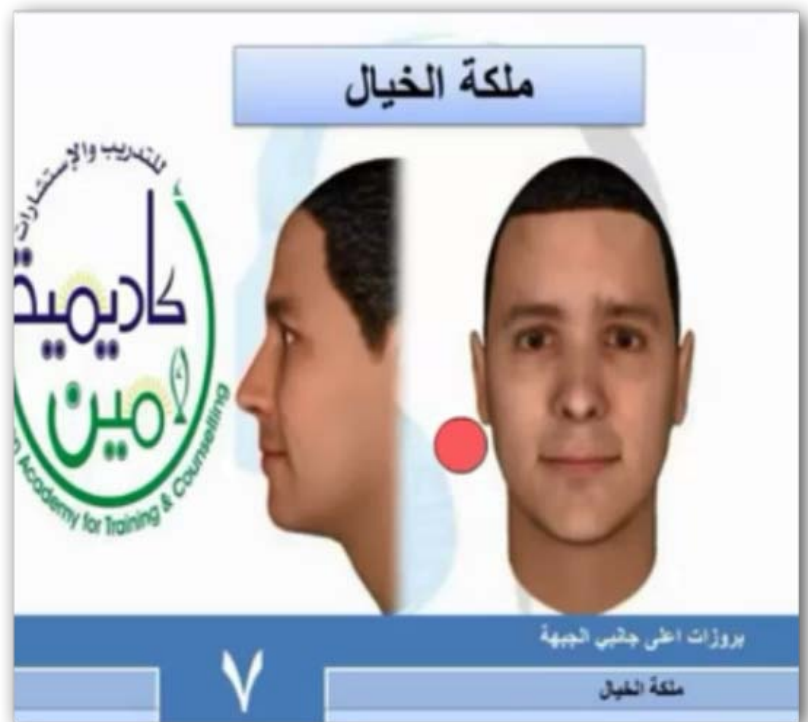 ملكة الخيال
للتدريب والإستشارات
أكاديمية
أمين
Academy for Training & Counselling
بروزات اعلى جانبي الجبهة
٧
ملكة الخيال